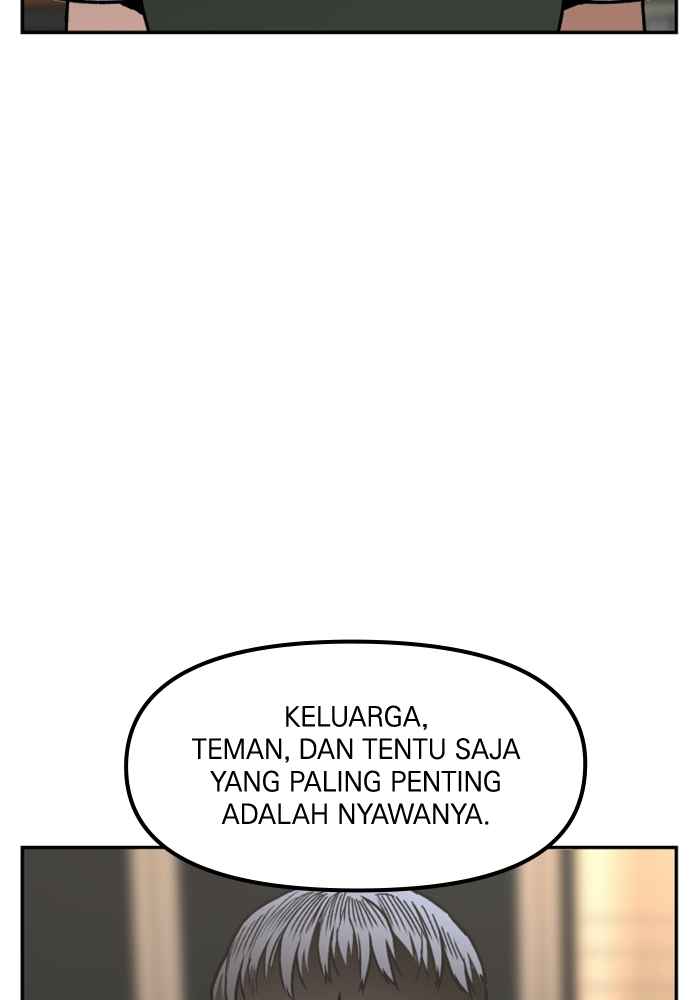 KELUARGA,
TEMAN, DAN TENTU SAJA
YANG PALING PENTING
ADALAH NYAWANYA.